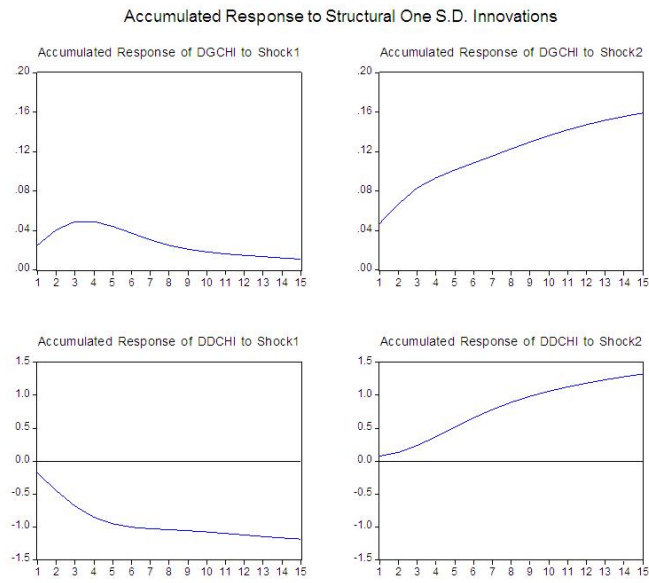 Accumulated Response to Structural One S.D. Innovations
Accumulated Response of DGCHI to Shock1
.20
.16
.12
.08
.04
.00
1 2 3 4 5 6 7 8 9 10 11 12 13 14 15
Accumulated Response of DGCHI to Shock2
.20
.16
.12
.08
.04
.00
1 2 3 4 5 6 7 8 9 10 11 12 13 14 15
Accumulated Response of DDCHI to Shock1
1.5
1.0
0.5
0.0
-0.5
-1.0
-1.5
1 2 3 4 5 6 7 8 9 10 11 12 13 14 15
Accumulated Response of DDCHI to Shock2
1.5
1.0
0.5
0.0
-0.5
-1.0
-1.5
1 2 3 4 5 6 7 8 9 10 11 12 13 14 15